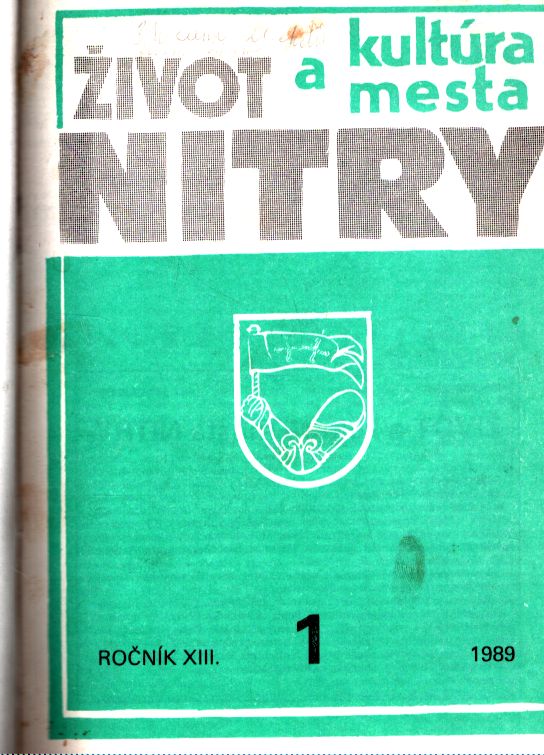 ŽIVOT a kultúra
mesta
NITRY
ROČNÍK XIII. 1 1989